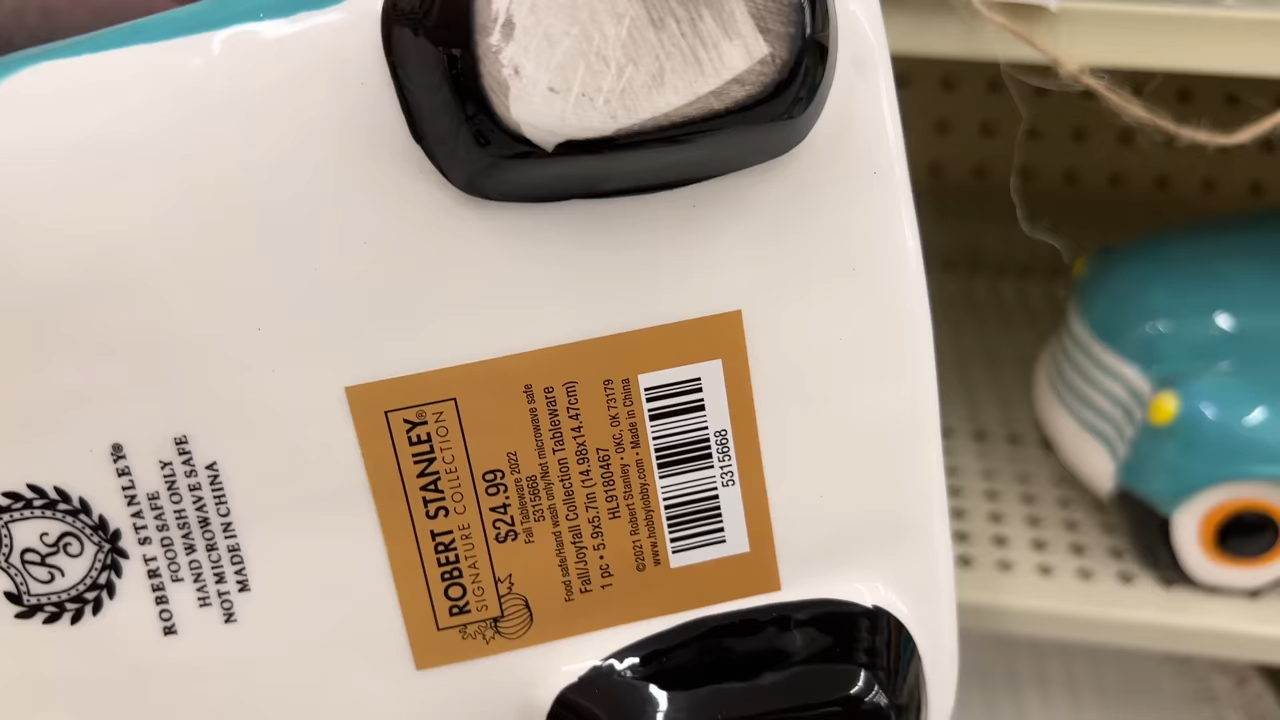 RS
ROBERT STANLEY®
FOOD SAFE
HAND WASH ONLY
NOT MICROWAVE SAFE
MADE IN CHINA
ROBERT STANLEY®
SIGNATURE COLLECTION
$24.99
Fall Tableware 2022
5315668
Food safe/Hand wash only/Not microwave safe
Fall/Joyfall Collection Tableware
1 pc • 5.9x5.7in (14.98x14.47cm)
HL9180467
©2021 Robert Stanley • OKC, OK 73179
www.hobbylobby.com • Made in China
5315668